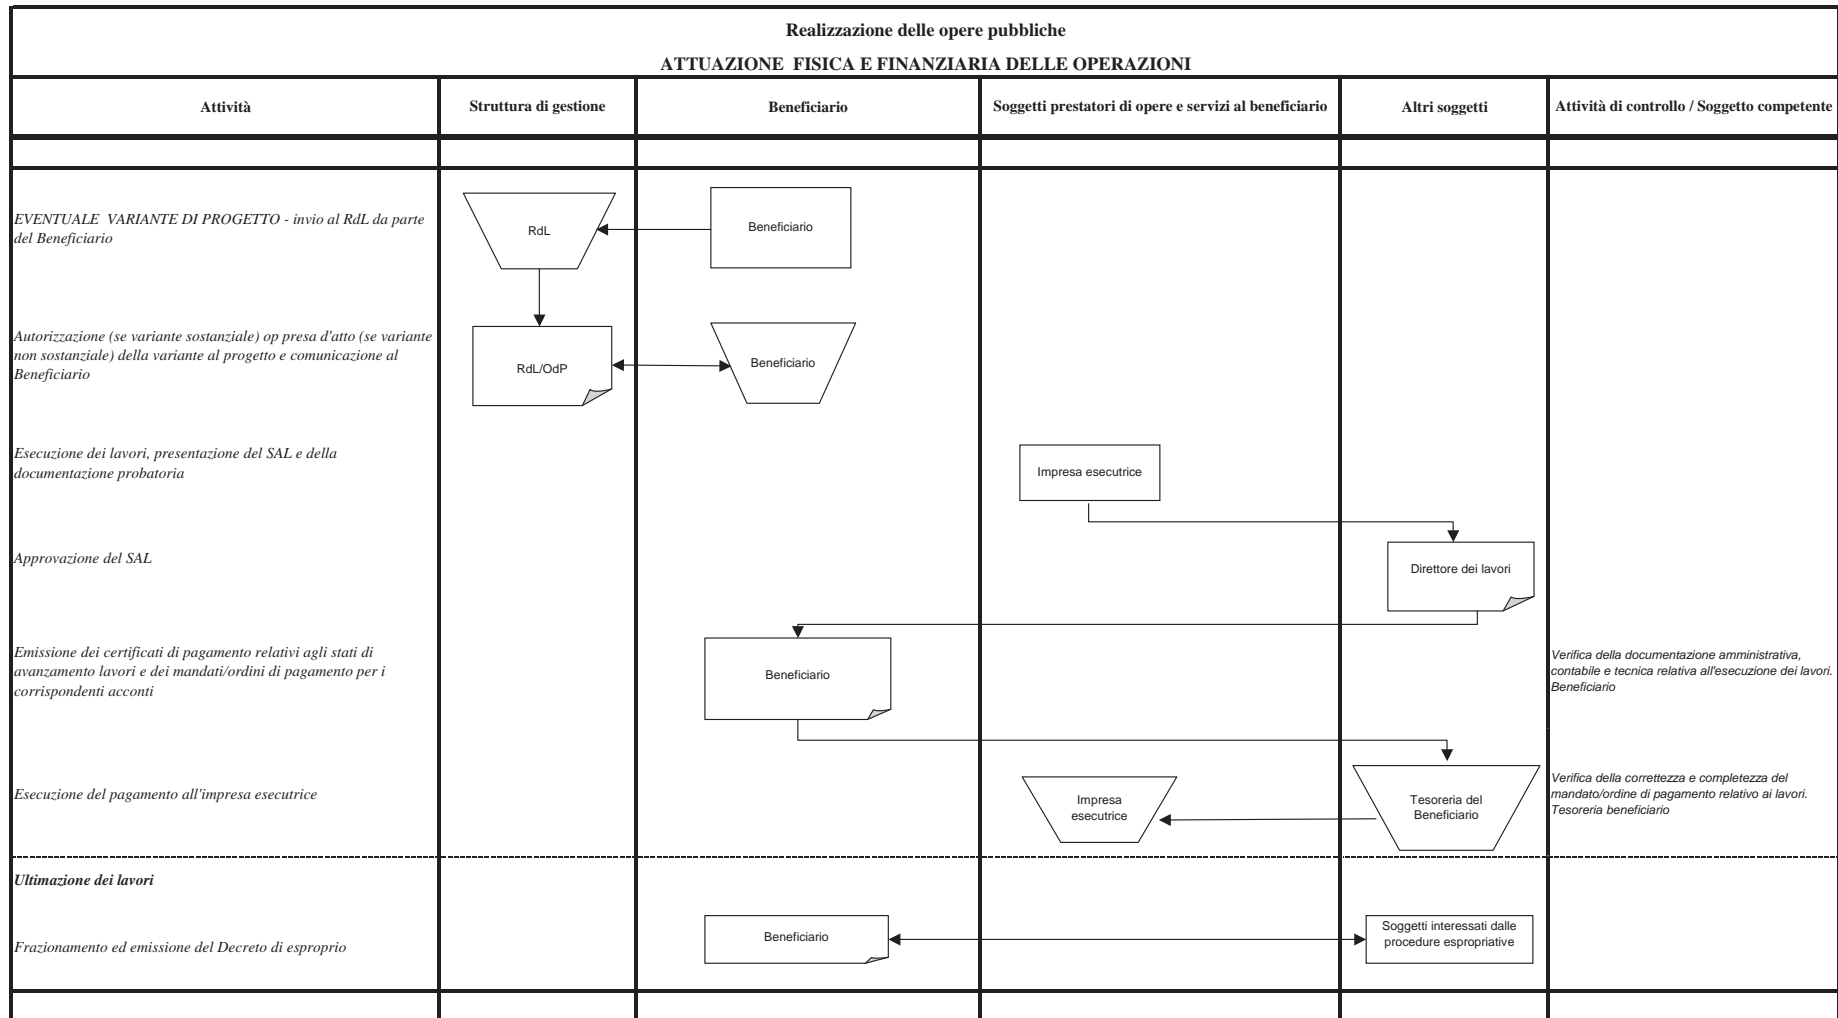 Realizzazione delle opere pubbliche
ATTUAZIONE FISICA E FINANZIARIA DELLE OPERAZIONI
Attività
Struttura di gestione
Beneficiario
Soggetti prestatori di opere e servizi al beneficiario
Altri soggetti
Attività di controllo / Soggetto competente
EVENTUALE VARIANTE DI PROGETTO - invio al RdL da parte
del Beneficiario
RdL
Beneficiario
Autorizzazione (se variante sostanziale) op presa d'atto (se variante
non sostanziale) della variante al progetto e comunicazione al
Beneficiario
RdL/OdP
Beneficiario
Esecuzione dei lavori, presentazione del SAL e della
documentazione probatoria
Impresa esecutrice
Approvazione del SAL
Direttore dei lavori
Emissione dei certificati di pagamento relativi agli stati di
avanzamento lavori e dei mandati/ordini di pagamento per i
corrispondenti acconti
Beneficiario
Verifica della documentazione amministrativa,
contabile e tecnica relativa all'esecuzione dei lavori.
Beneficiario
Esecuzione del pagamento all'impresa esecutrice
Impresa
esecutrice
Tesoreria del
Beneficiario
Verifica della correttezza e completezza del
mandato/ordine di pagamento relativo ai lavori.
Tesoreria beneficiario
Ultimazione dei lavori
Frazionamento ed emissione del Decreto di esproprio
Beneficiario
Soggetti interessati dalle
procedure espropriative